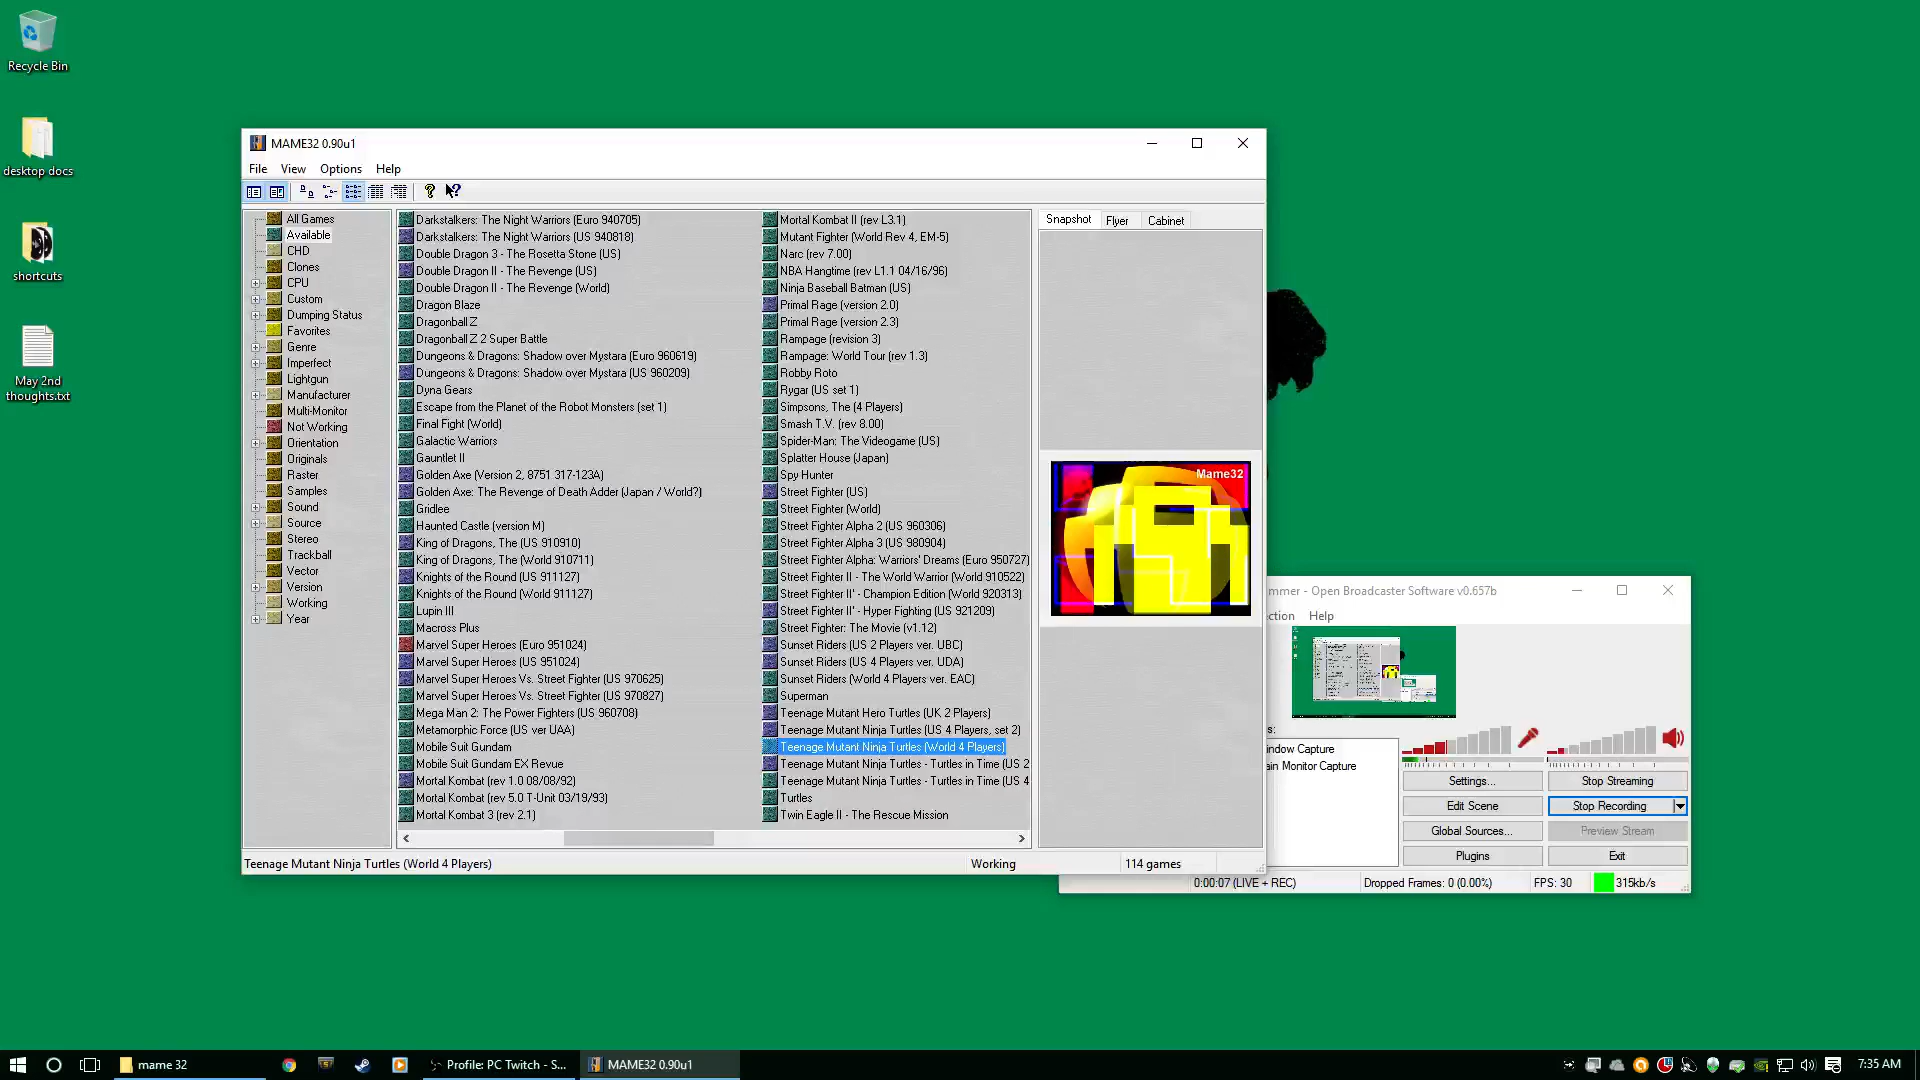 Recycle Bin
desktop docs
shortcuts
May 2nd
thoughts.txt
MAME32 0.90u1
File View Options Help
All Games
Available
CHD
Clones
CPU
Custom
Dumping Status
Favorites
Genre
Imperfect
Lightgun
Manufacturer
Multi-Monitor
Not Working
Orientation
Originals
Raster
Samples
Sound
Source
Stereo
Trackball
Vector
Version
Working
Year
Darkstalkers: The Night Warriors (Euro 940705)
Darkstalkers: The Night Warriors (US 940818)
Double Dragon 3 - The Rosetta Stone (US)
Double Dragon II - The Revenge (US)
Double Dragon II - The Revenge (World)
Dragon Blaze
Dragonball Z
Dragonball Z 2 Super Battle
Dungeons & Dragons: Shadow over Mystara (Euro 960619)
Dungeons & Dragons: Shadow over Mystara (US 960209)
Dyna Gears
Escape from the Planet of the Robot Monsters (set 1)
Final Fight (World)
Galactic Warriors
Gauntlet II
Golden Axe (Version 2, 8751 317-123A)
Golden Axe: The Revenge of Death Adder (Japan / World?)
Gridlee
Haunted Castle (version M)
King of Dragons, The (US 910910)
King of Dragons, The (World 910711)
Knights of the Round (US 911127)
Knights of the Round (World 911127)
Lupin III
Macross Plus
Marvel Super Heroes (Euro 951024)
Marvel Super Heroes (US 951024)
Marvel Super Heroes Vs. Street Fighter (US 970625)
Marvel Super Heroes Vs. Street Fighter (US 970827)
Mega Man 2: The Power Fighters (US 960708)
Metamorphic Force (US ver UAA)
Mobile Suit Gundam
Mobile Suit Gundam EX Revue
Mortal Kombat (rev 1.0 08/08/92)
Mortal Kombat (rev 5.0 T-Unit 03/19/93)
Mortal Kombat 3 (rev 2.1)
Mortal Kombat II (rev L3.1)
Mutant Fighter (World Rev 4, EM-5)
Narc (rev 7.00)
NBA Hangtime (rev L1.1 04/16/96)
Ninja Baseball Batman (US)
Primal Rage (version 2.0)
Primal Rage (version 2.3)
Rampage (revision 3)
Rampage: World Tour (rev 1.3)
Robby Roto
Rygar (US set 1)
Simpsons, The (4 Players)
Smash T.V. (rev 8.00)
Spider-Man: The Videogame (US)
Splatter House (Japan)
Spy Hunter
Street Fighter (US)
Street Fighter (World)
Street Fighter Alpha 2 (US 960306)
Street Fighter Alpha 3 (US 980904)
Street Fighter Alpha: Warriors' Dreams (Euro 950727)
Street Fighter II - The World Warrior (World 910522)
Street Fighter II' - Champion Edition (World 920313)
Street Fighter II' - Hyper Fighting (US 921209)
Street Fighter: The Movie (v1.12)
Sunset Riders (US 2 Players ver. UBC)
Sunset Riders (US 4 Players ver. UDA)
Sunset Riders (World 4 Players ver. EAC)
Superman
Teenage Mutant Hero Turtles (UK 2 Players)
Teenage Mutant Ninja Turtles (US 4 Players, set 2)
Teenage Mutant Ninja Turtles (World 4 Players)
Teenage Mutant Ninja Turtles - Turtles in Time (US 2
Teenage Mutant Ninja Turtles - Turtles in Time (US 4
Turtles
Twin Eagle II - The Rescue Mission
Snapshot Flyer Cabinet
Mame32
Teenage Mutant Ninja Turtles (World 4 Players) Working 114 games
mmer - Open Broadcaster Software v0.657b
ction Help
s:
indow Capture
ain Monitor Capture
Settings... Stop Streaming
Edit Scene Stop Recording
Global Sources... Preview Stream
Plugins Exit
0:00:07 (LIVE + REC) Dropped Frames: 0 (0.00%) FPS: 30 315kb/s
mame 32 Profile: PC Twitch - S... MAME32 0.90u1 7:35 AM